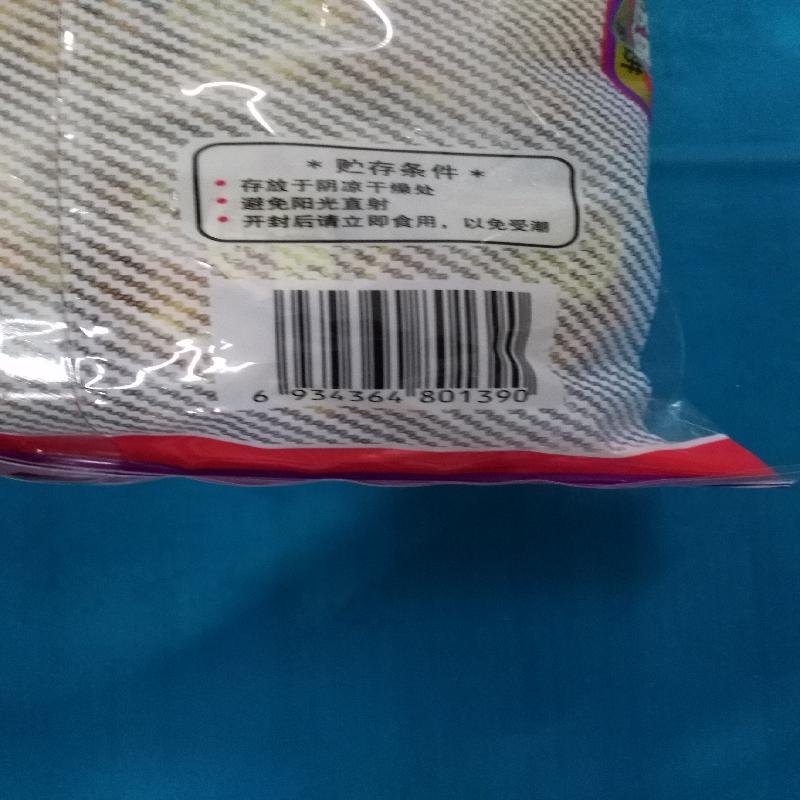 * 贮存条件 *
• 存放于阴凉干燥处
• 避免阳光直射
• 开封后请立即食用，以免受潮
6 934364 801390